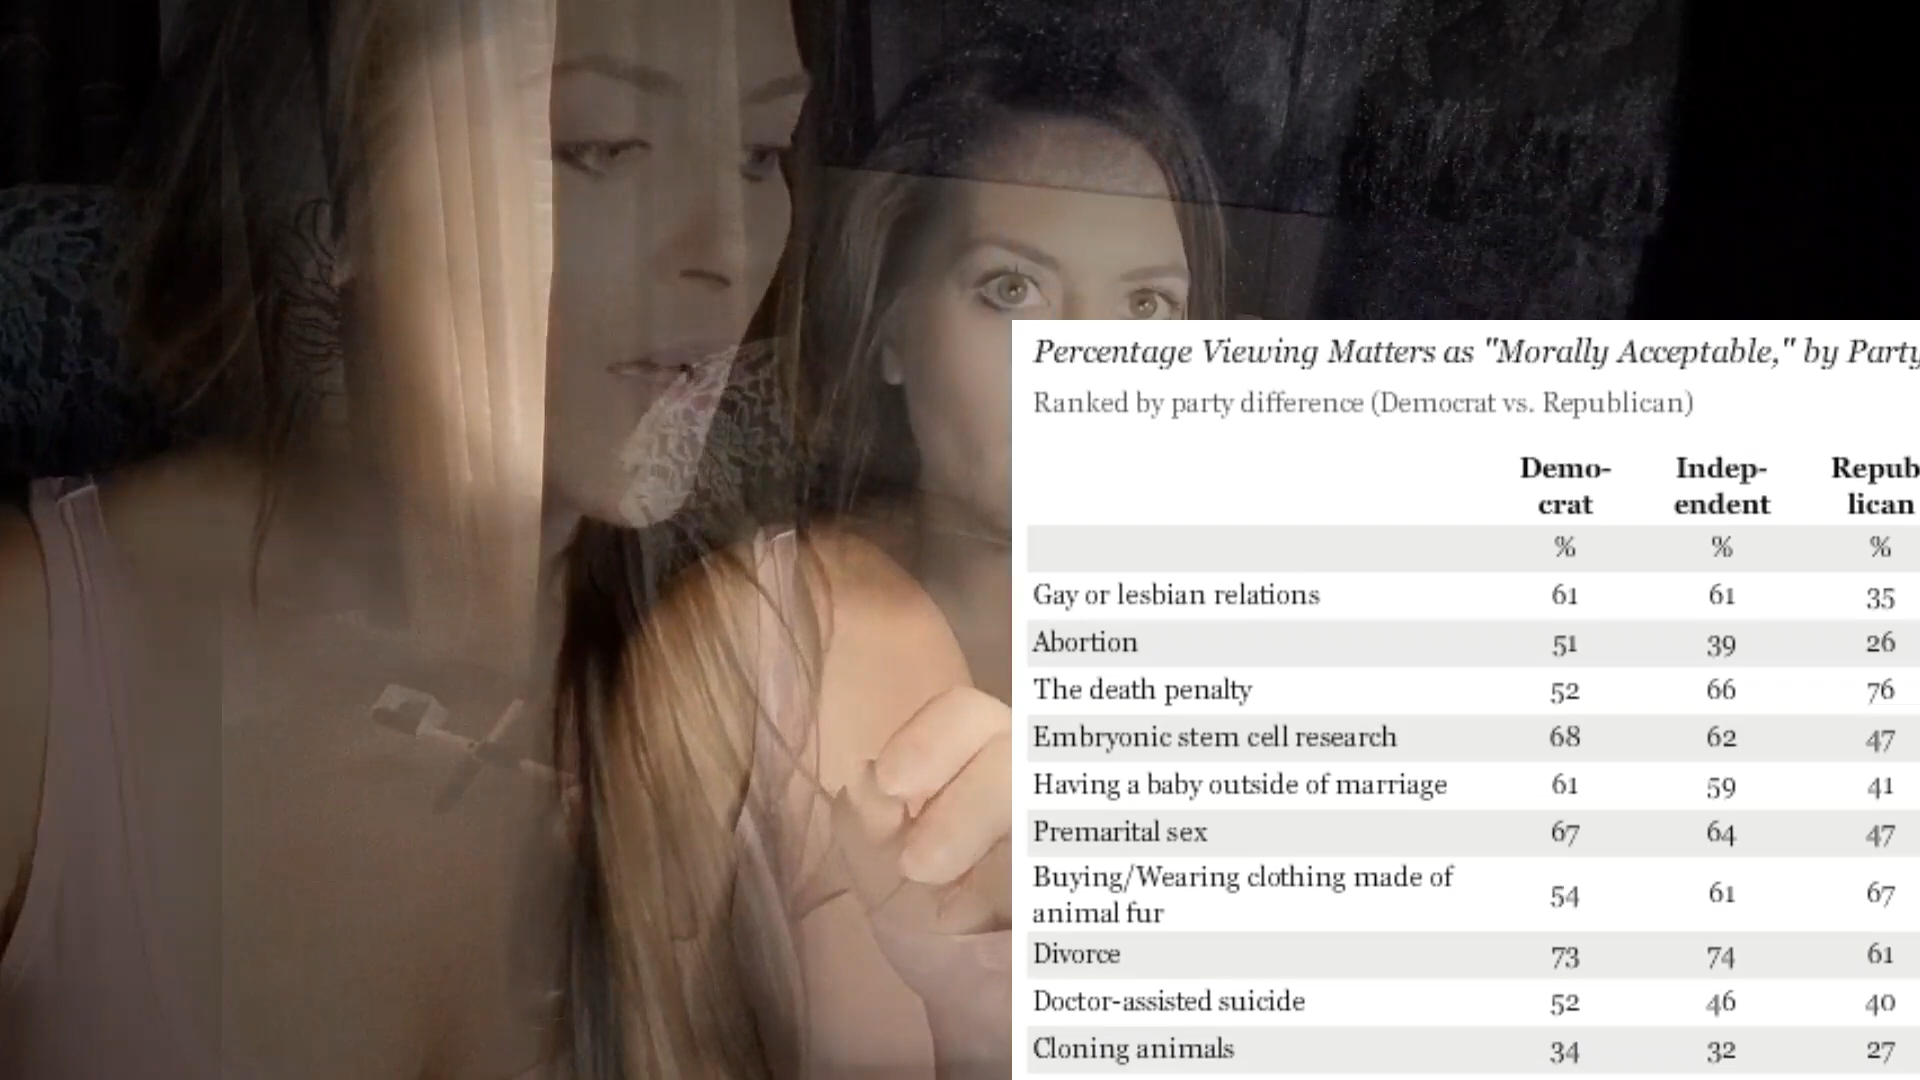 Percentage Viewing Matters as "Morally Acceptable," by Party
Ranked by party difference (Democrat vs. Republican)
Demo- Indep- Repub
crat endent lican
% % %
Gay or lesbian relations 61 61 35
Abortion 51 39 26
The death penalty 52 66 76
Embryonic stem cell research 68 62 47
Having a baby outside of marriage 61 59 41
Premarital sex 67 64 47
Buying/Wearing clothing made of
animal fur 54 61 67
Divorce 73 74 61
Doctor-assisted suicide 52 46 40
Cloning animals 34 32 27